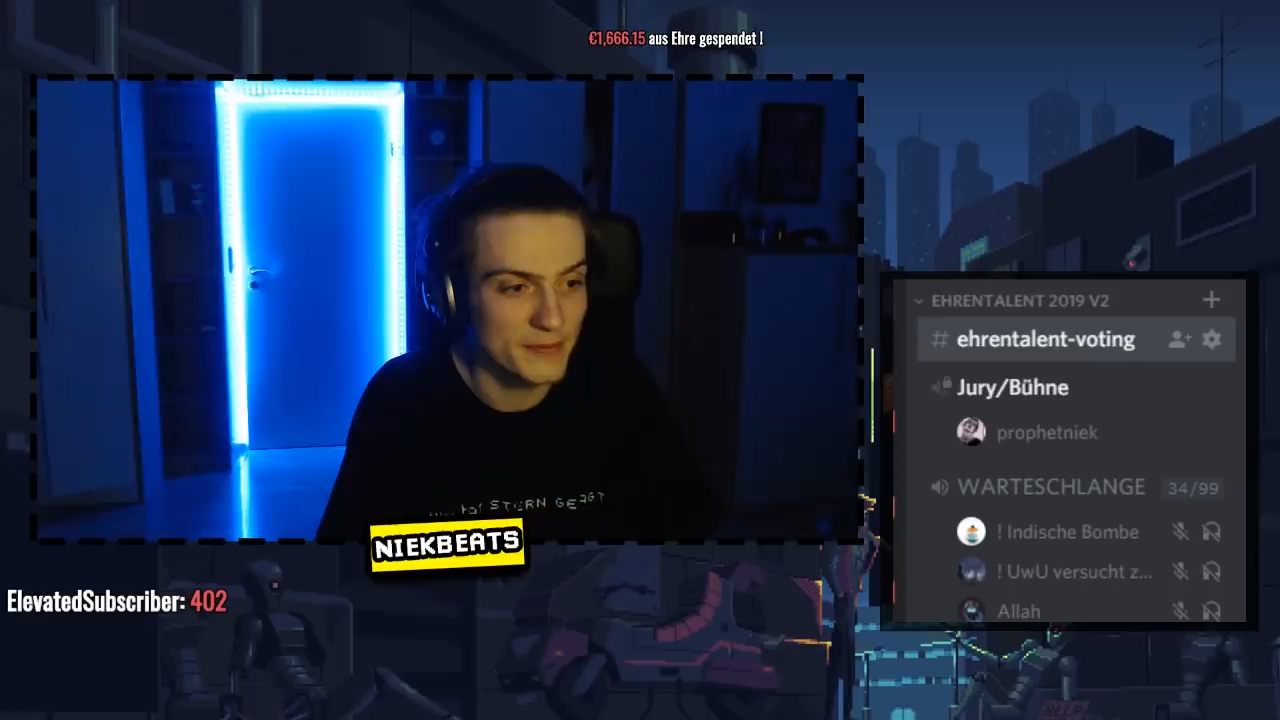 €1,666.15 aus Ehre gespendet !
EHRENTALENT 2019 V2
# ehrentalent-voting
Jury/Bühne
prophetniek
WARTESCHLANGE 34/99
! Indische Bombe
! UwU versucht z...
Allah
STERN
NIEKBEATS
ElevatedSubscriber: 402